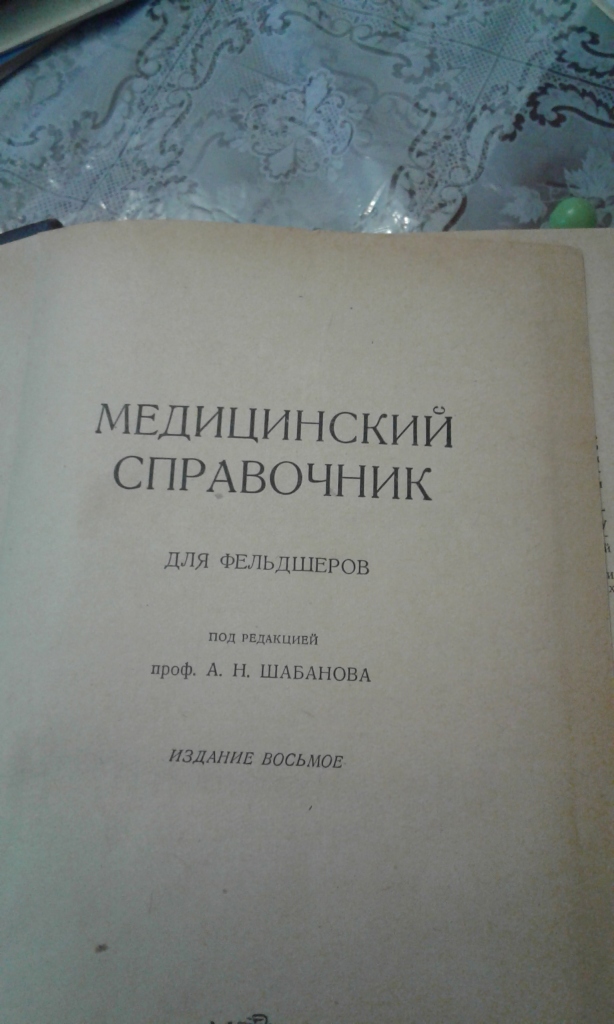 МЕДИЦИНСКИЙ
СПРАВОЧНИК
ДЛЯ ФЕЛЬДШЕРОВ
ПОД РЕДАКЦИЕЙ
проф. А. Н. ШАБАНОВА
ИЗДАНИЕ ВОСЬМОЕ